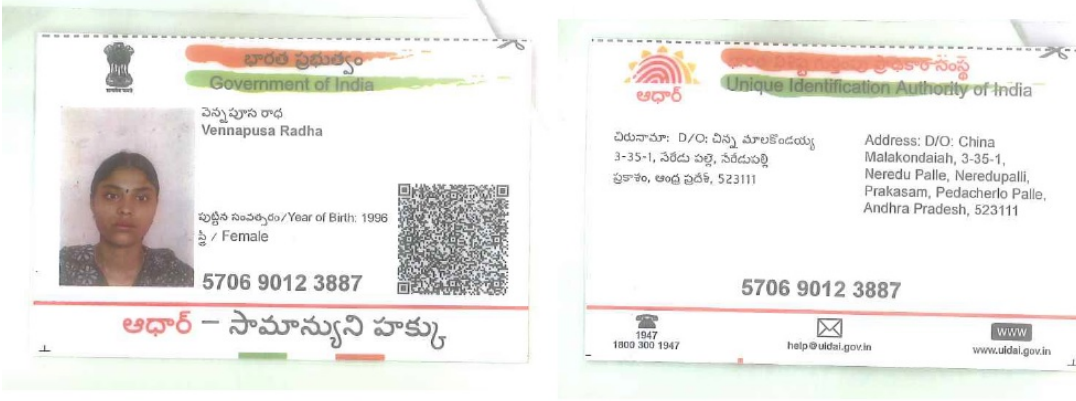 భారత ప్రభుత్వం
Government of India
వెన్నపూస రాధ
Vennapusa Radha
పుట్టిన సంవత్సరం/Year of Birth: 1996
స్త్రీ / Female
5706 9012 3887
ఆధార్ – సామాన్యుని హక్కు
ప్రాధికార సంస్థ
Unique Identification Authority of India
ఆధార్
చిరునామా: D/O: చిన్న మాలకొండయ్య
3-35-1, నేరేడు పల్లె, నేరేడుపల్లి
ప్రకాశం, ఆంధ్ర ప్రదేశ్, 523111
Address: D/O: China
Malakondaiah, 3-35-1,
Neredu Palle, Neredupalli,
Prakasam, Pedacherlo Palle,
Andhra Pradesh, 523111
5706 9012 3887
1947
1800 300 1947
help@uidai.gov.in
www
www.uidai.gov.in